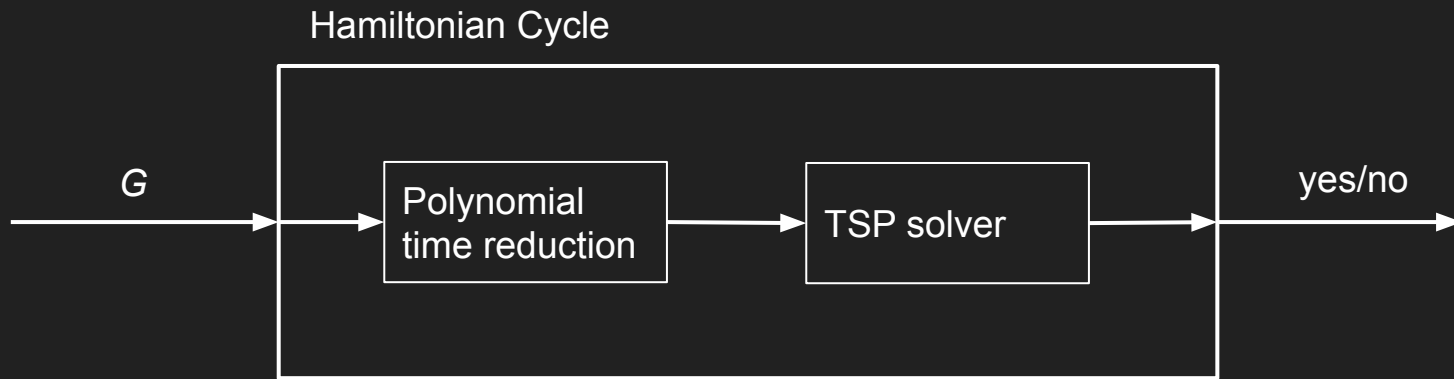 Hamiltonian Cycle
G
Polynomial
time reduction
TSP solver
yes/no